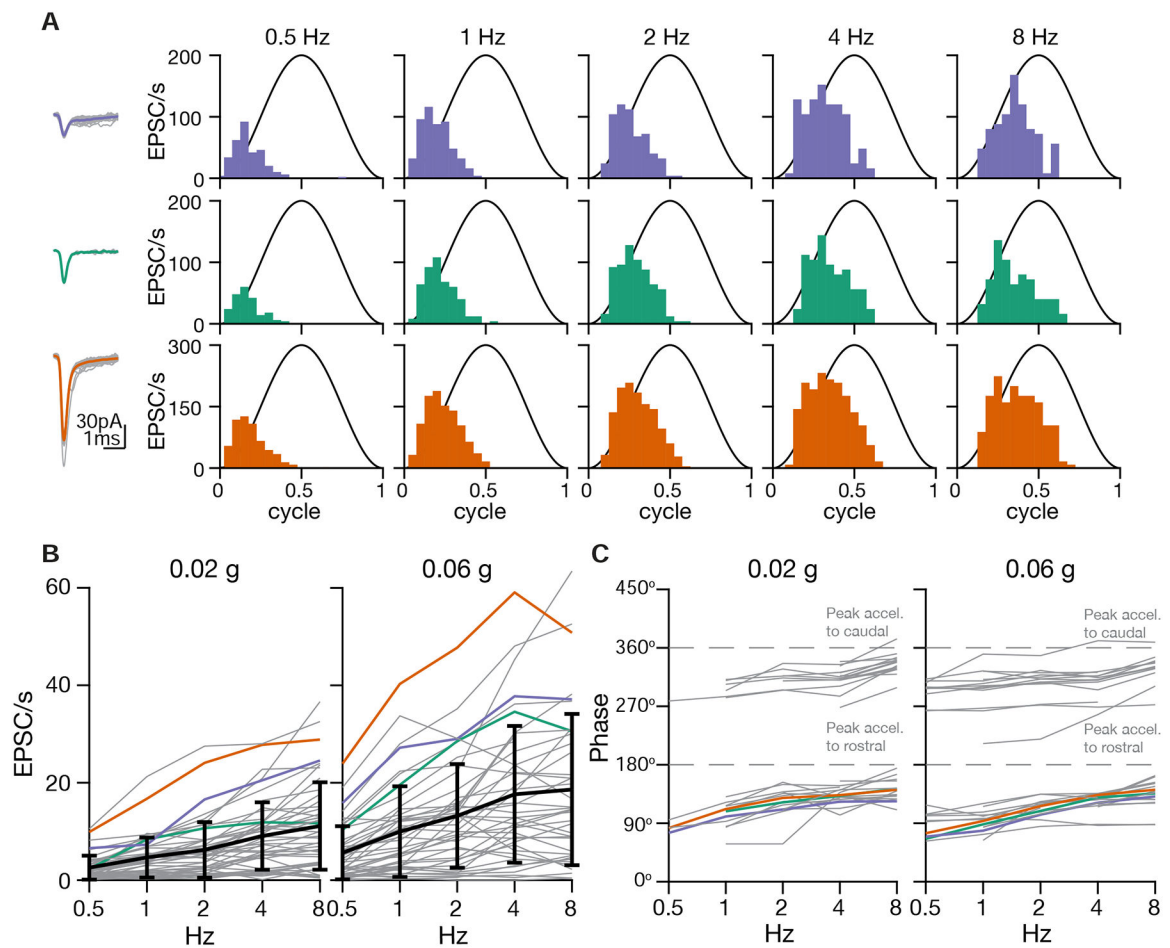 A
0.5 Hz 1 Hz 2 Hz 4 Hz 8 Hz
200
100
0
EPSC/s
200
100
0
EPSC/s
300
150
0
EPSC/s
30pA
1ms
0 0.5 1 0 0.5 1 0 0.5 1 0 0.5 1 0 0.5 1
cycle cycle cycle cycle cycle
B
0.02 g 0.06 g
60
40
20
0
EPSC/s
0.5 1 2 4 8 0.5 1 2 4 8
Hz Hz
C
0.02 g 0.06 g
450º
360º
270º
180º
90º
0º
Phase
Peak accel.
to caudal
Peak accel.
to rostral
Peak accel.
to caudal
Peak accel.
to rostral
0.5 1 2 4 8 0.5 1 2 4 8
Hz Hz